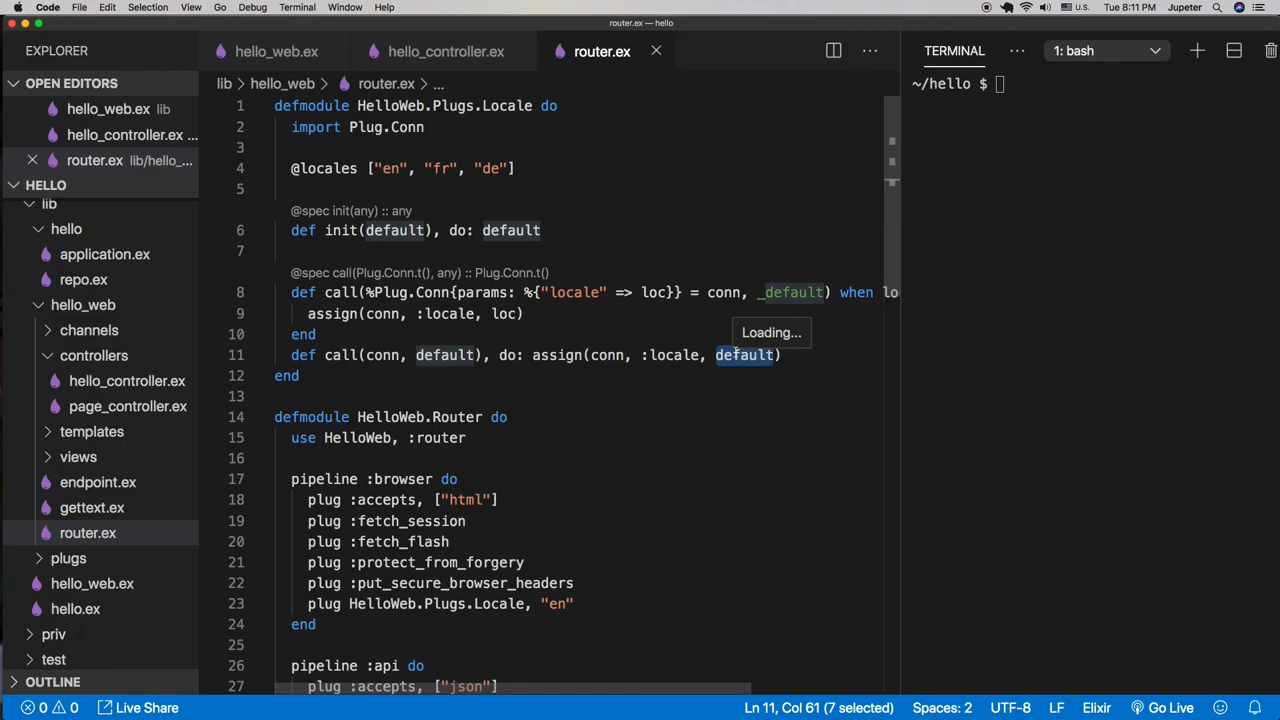 Code File Edit Selection View Go Debug Terminal Window Help U.S. Tue 8:11 PM Jupeter
router.ex — hello
EXPLORER
OPEN EDITORS
hello_web.ex lib
hello_controller.ex ...
router.ex lib/hello_...
HELLO
lib
hello
application.ex
repo.ex
hello_web
channels
controllers
hello_controller.ex
page_controller.ex
templates
views
endpoint.ex
gettext.ex
router.ex
plugs
hello_web.ex
hello.ex
priv
test
OUTLINE
hello_web.ex hello_controller.ex router.ex
lib hello_web router.ex ...
1 defmodule HelloWeb.Plugs.Locale do
2 import Plug.Conn
3
4 @locales ["en", "fr", "de"]
5
@spec init(any) :: any
6 def init(default), do: default
7
@spec call(Plug.Conn.t(), any) :: Plug.Conn.t()
8 def call(%Plug.Conn{params: %{"locale" => loc}} = conn, _default) when lo
9 assign(conn, :locale, loc)
Loading...
10 end
11 def call(conn, default), do: assign(conn, :locale, default)
12 end
13
14 defmodule HelloWeb.Router do
15 use HelloWeb, :router
16
17 pipeline :browser do
18 plug :accepts, ["html"]
19 plug :fetch_session
20 plug :fetch_flash
21 plug :protect_from_forgery
22 plug :put_secure_browser_headers
23 plug HelloWeb.Plugs.Locale, "en"
24 end
25
26 pipeline :api do
27 plug :accepts, ["json"]
TERMINAL ... 1: bash
~/hello $
0 0 Live Share Ln 11, Col 61 (7 selected) Spaces: 2 UTF-8 LF Elixir Go Live